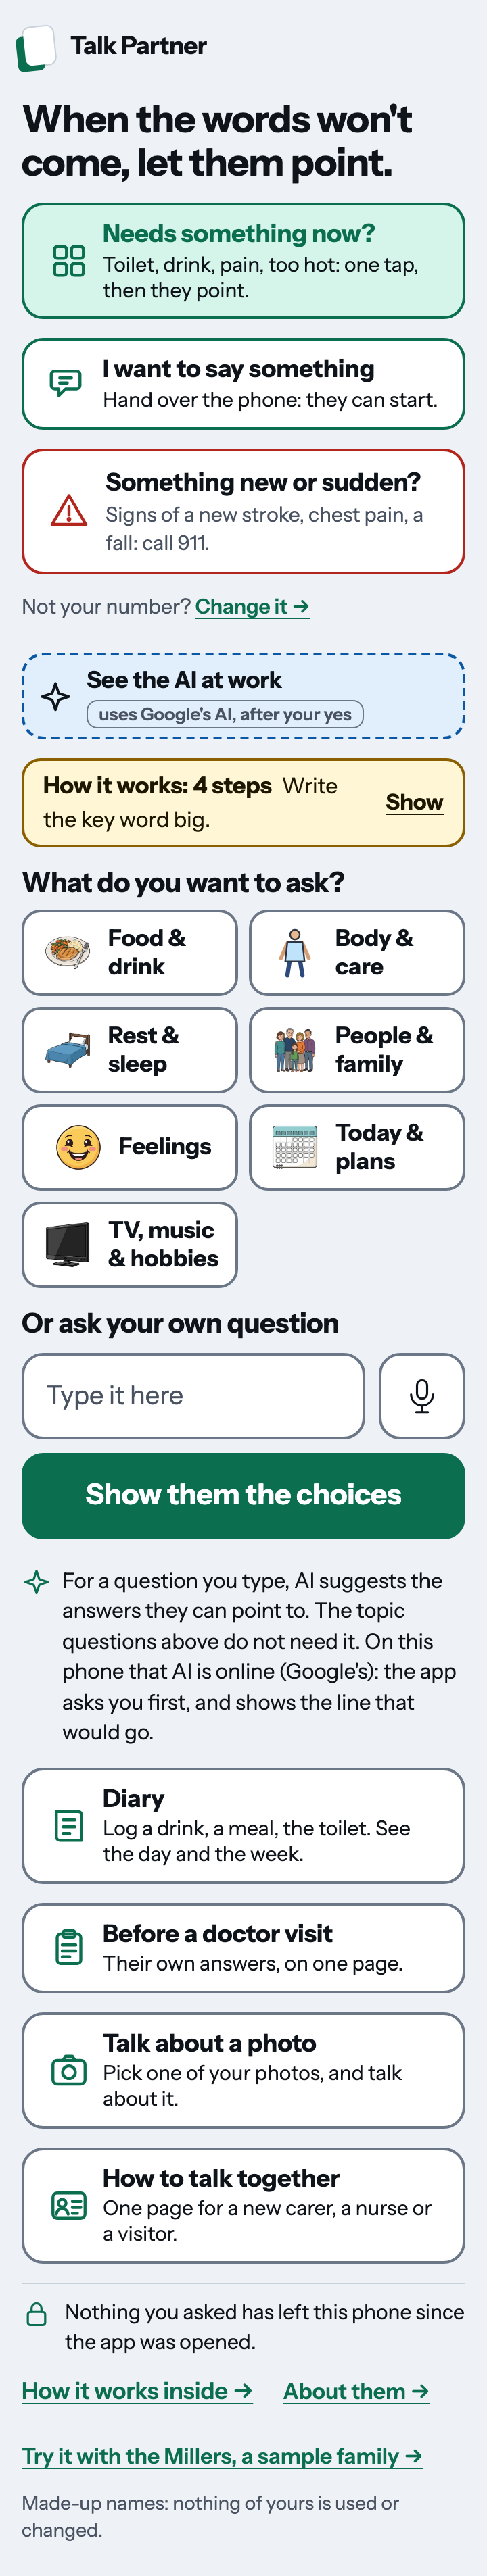 Talk Partner
When the words won't
come, let them point.
Needs something now?
Toilet, drink, pain, too hot: one tap,
then they point.
I want to say something
Hand over the phone: they can start.
Something new or sudden?
Signs of a new stroke, chest pain, a
fall: call 911.
Not your number? Change it →
See the AI at work
uses Google's AI, after your yes
How it works: 4 steps Write
the key word big.
Show
What do you want to ask?
Food &
drink
Body &
care
Rest &
sleep
People &
family
Feelings
Today &
plans
TV, music
& hobbies
Or ask your own question
Type it here
Show them the choices
For a question you type, AI suggests the
answers they can point to. The topic
questions above do not need it. On this
phone that AI is online (Google's): the app
asks you first, and shows the line that
would go.
Diary
Log a drink, a meal, the toilet. See
the day and the week.
Before a doctor visit
Their own answers, on one page.
Talk about a photo
Pick one of your photos, and talk
about it.
How to talk together
One page for a new carer, a nurse or
a visitor.
Nothing you asked has left this phone since
the app was opened.
How it works inside → About them →
Try it with the Millers, a sample family →
Made-up names: nothing of yours is used or
changed.